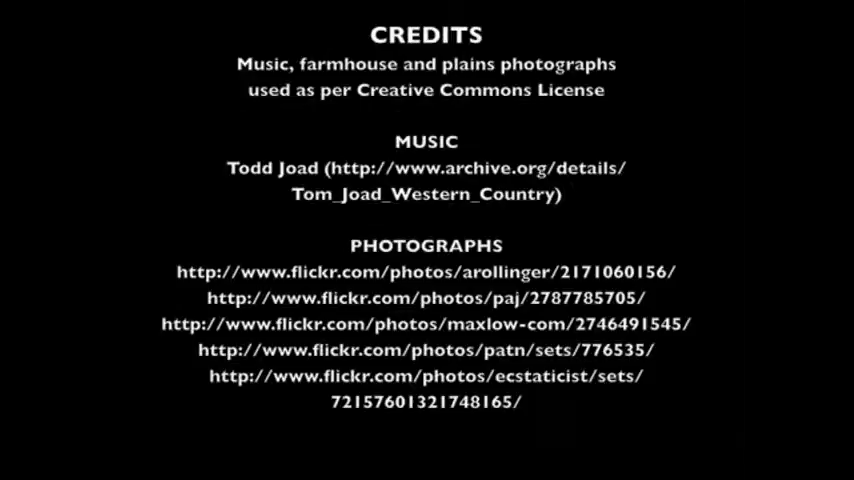 CREDITS
Music, farmhouse and plains photographs
used as per Creative Commons License
MUSIC
Todd Joad (http://www.archive.org/details/
Tom_Joad_Western_Country)
PHOTOGRAPHS
http://www.flickr.com/photos/arollinger/2171060156/
http://www.flickr.com/photos/paj/2787785705/
http://www.flickr.com/photos/maxlow-com/2746491545/
http://www.flickr.com/photos/patn/sets/776535/
http://www.flickr.com/photos/ecstaticist/sets/
72157601321748165/